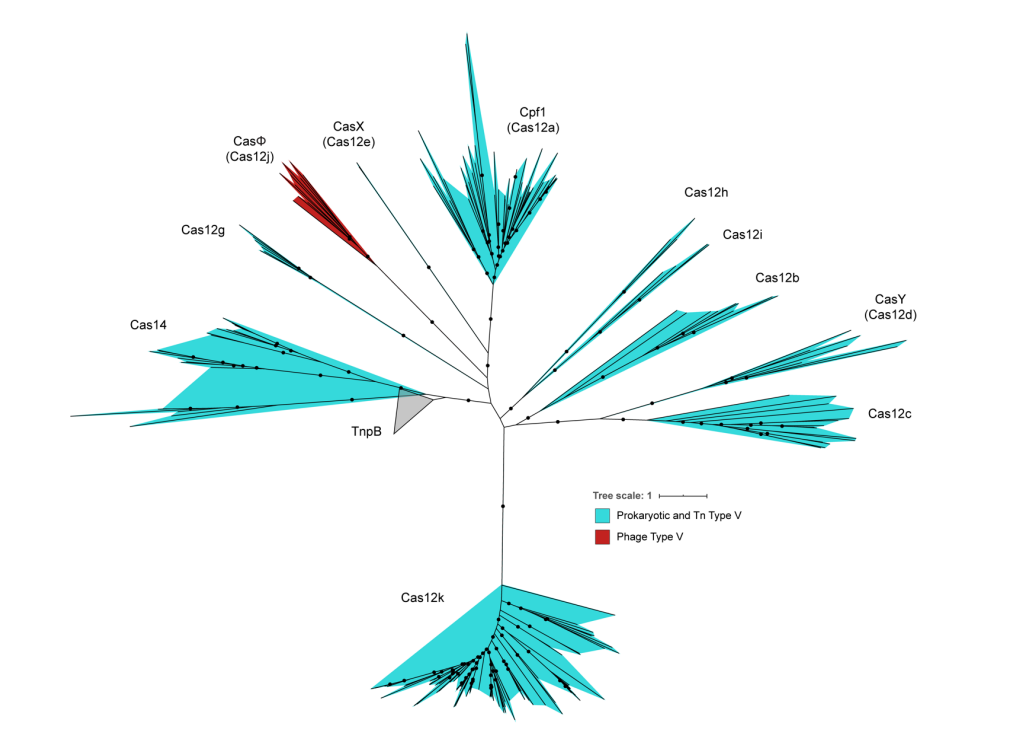 Cpf1
(Cas12a)
CasX
(Cas12e)
CasΦ
(Cas12j)
Cas12h
Cas12g
Cas12i
Cas12b
CasY
(Cas12d)
Cas14
Cas12c
TnpB
Tree scale: 1
Prokaryotic and Tn Type V
Phage Type V
Cas12k